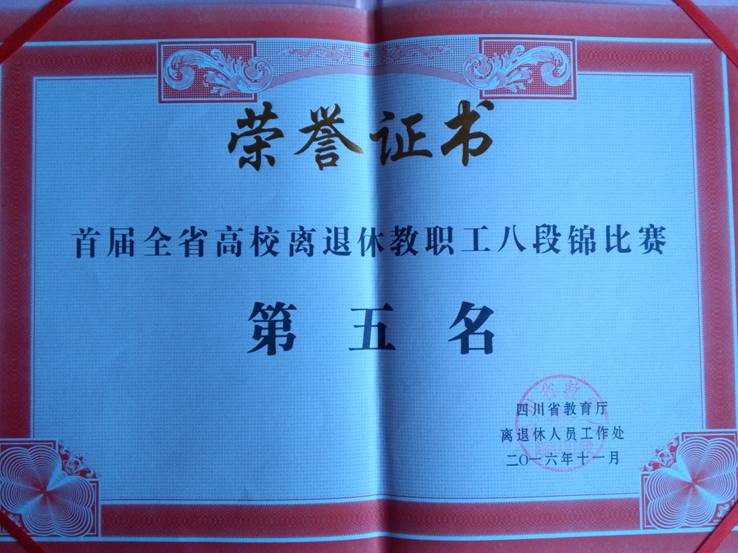 荣誉证书
首届全省高校离退休教职工八段锦比赛
第五名
四川省教育厅
离退休人员工作处
二〇一六年十一月